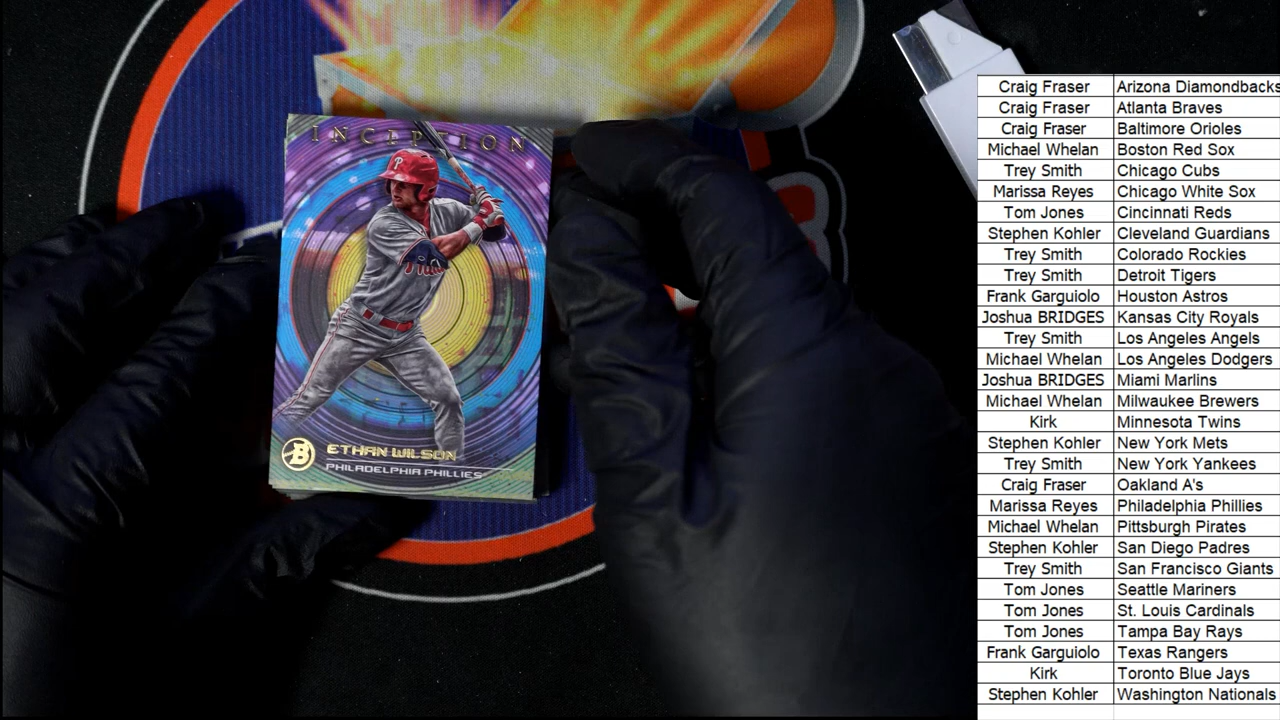 INCEPTION
P
B
ETHAN WILSON
PHILADELPHIA PHILLIES
Craig Fraser Arizona Diamondbacks
Craig Fraser Atlanta Braves
Craig Fraser Baltimore Orioles
Michael Whelan Boston Red Sox
Trey Smith Chicago Cubs
Marissa Reyes Chicago White Sox
Tom Jones Cincinnati Reds
Stephen Kohler Cleveland Guardians
Trey Smith Colorado Rockies
Trey Smith Detroit Tigers
Frank Garguiolo Houston Astros
Joshua BRIDGES Kansas City Royals
Trey Smith Los Angeles Angels
Michael Whelan Los Angeles Dodgers
Joshua BRIDGES Miami Marlins
Michael Whelan Milwaukee Brewers
Kirk Minnesota Twins
Stephen Kohler New York Mets
Trey Smith New York Yankees
Craig Fraser Oakland A's
Marissa Reyes Philadelphia Phillies
Michael Whelan Pittsburgh Pirates
Stephen Kohler San Diego Padres
Trey Smith San Francisco Giants
Tom Jones Seattle Mariners
Tom Jones St. Louis Cardinals
Tom Jones Tampa Bay Rays
Frank Garguiolo Texas Rangers
Kirk Toronto Blue Jays
Stephen Kohler Washington Nationals